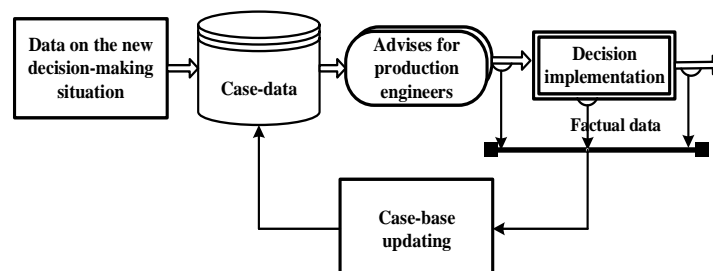 Data on the new
decision-making
situation
Case-data
Advises for
production
engineers
Decision
implementation
Factual data
Case-base
updating